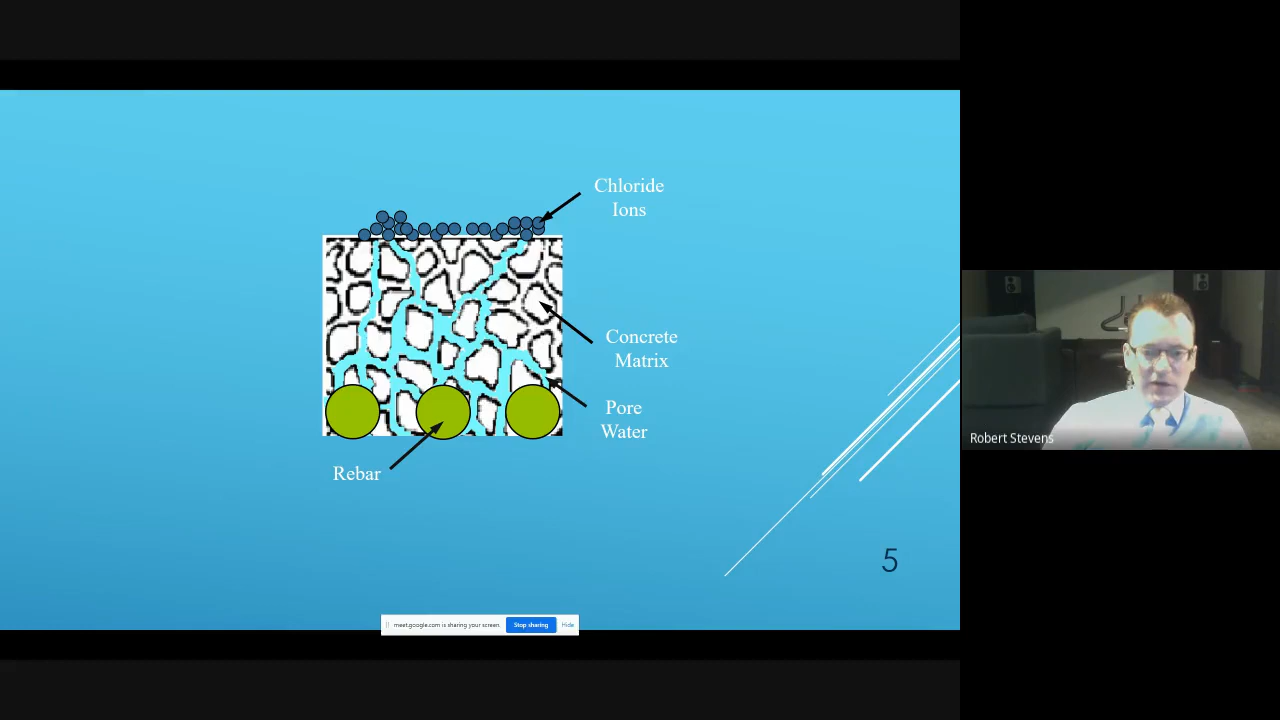 Chloride
Ions
Concrete
Matrix
Pore
Water
Rebar
5
meet.google.com is sharing your screen.
Stop sharing
Hide
Robert Stevens